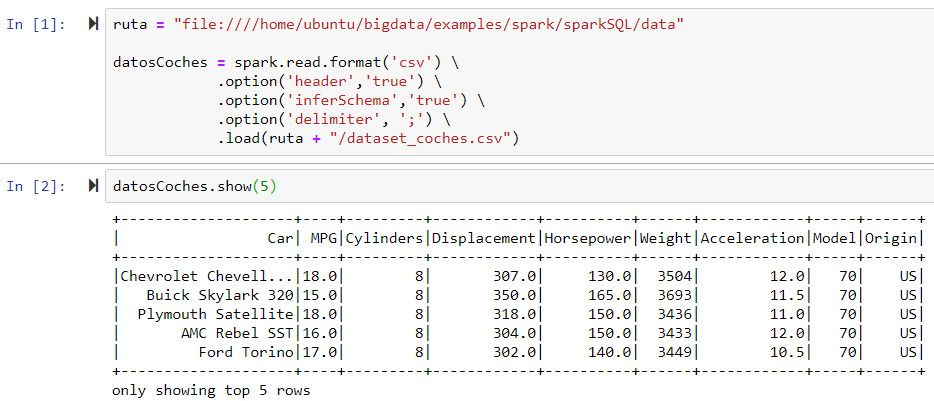 In [1]: ruta = "file:////home/ubuntu/bigdata/examples/spark/sparkSQL/data"
datosCoches = spark.read.format('csv') \
.option('header','true') \
.option('inferSchema','true') \
.option('delimiter', ';') \
.load(ruta + "/dataset_coches.csv")
In [2]: datosCoches.show(5)
+--------------------+----+---------+------------+----------+------+------------+-----+------+
|                 Car| MPG|Cylinders|Displacement|Horsepower|Weight|Acceleration|Model|Origin|
+--------------------+----+---------+------------+----------+------+------------+-----+------+
|Chevrolet Chevell...|18.0|        8|       307.0|     130.0|  3504|        12.0|   70|    US|
|   Buick Skylark 320|15.0|        8|       350.0|     165.0|  3693|        11.5|   70|    US|
|  Plymouth Satellite|18.0|        8|       318.0|     150.0|  3436|        11.0|   70|    US|
|       AMC Rebel SST|16.0|        8|       304.0|     150.0|  3433|        12.0|   70|    US|
|         Ford Torino|17.0|        8|       302.0|     140.0|  3449|        10.5|   70|    US|
+--------------------+----+---------+------------+----------+------+------------+-----+------+
only showing top 5 rows